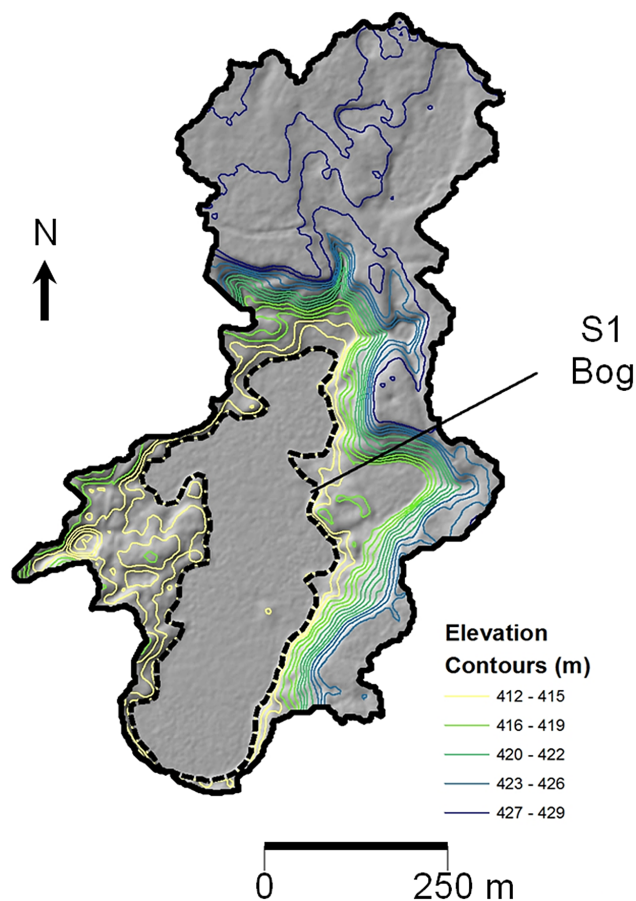 N
S1
Bog
Elevation
Contours (m)
412 - 415
416 - 419
420 - 422
423 - 426
427 - 429
0 250 m